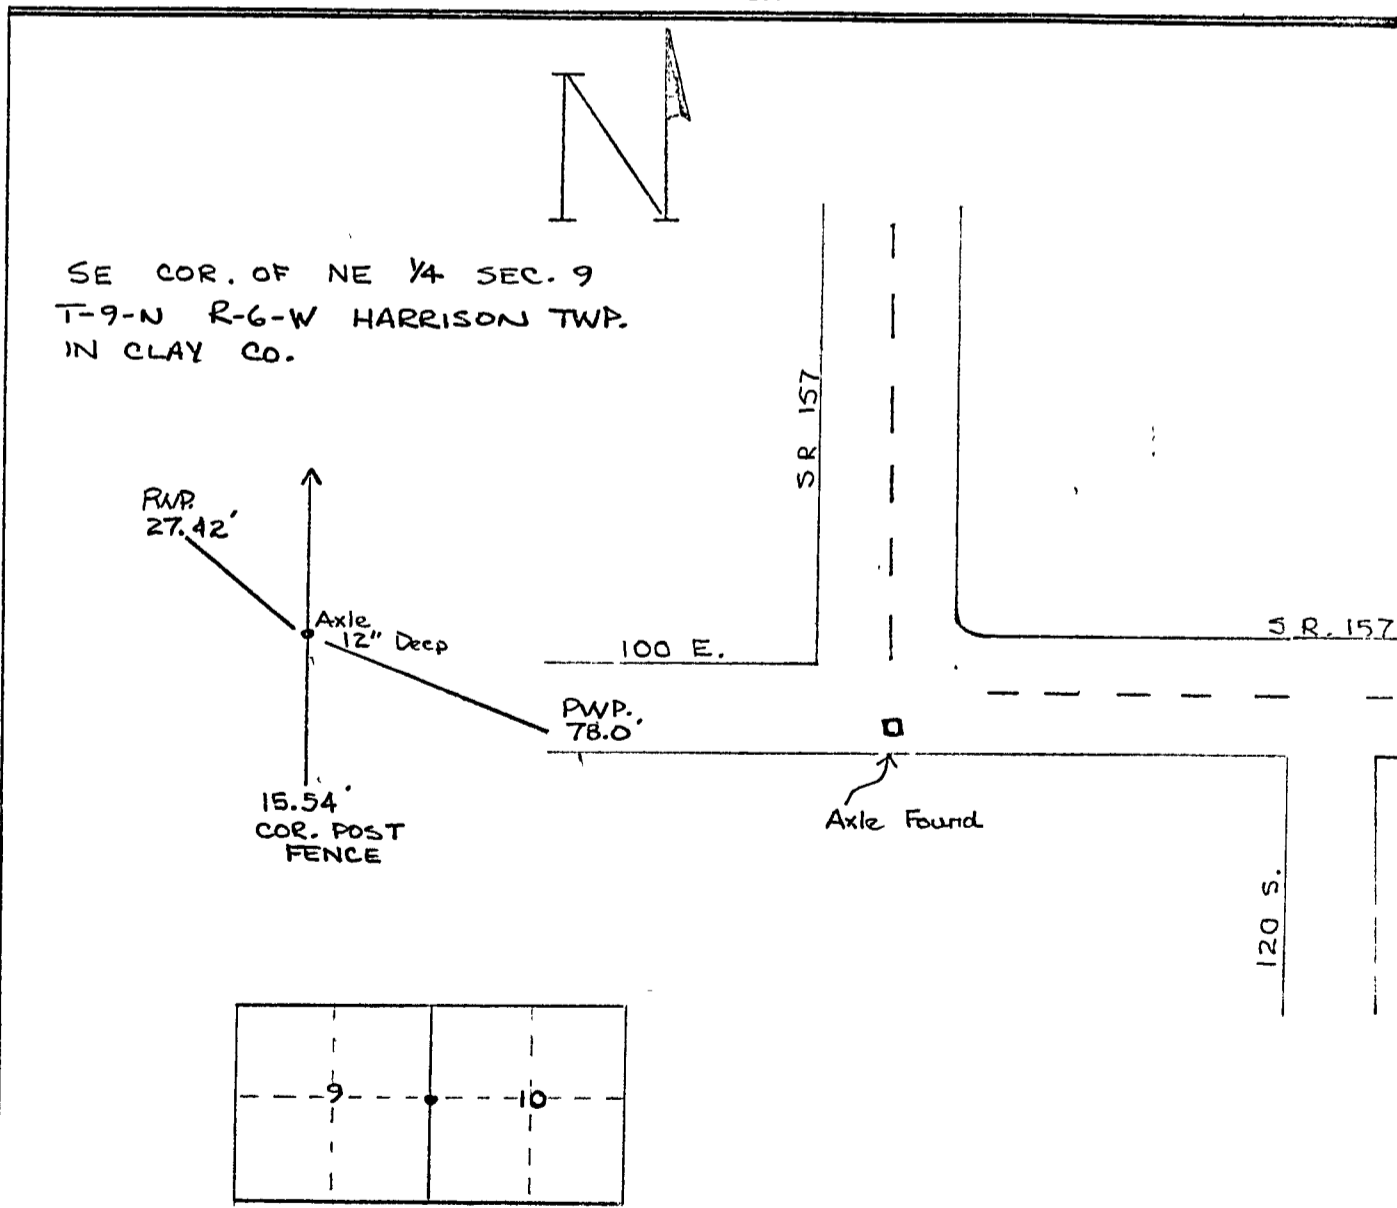 N
SE COR. OF NE 1/4 SEC. 9
T-9-N R-6-W HARRISON TWP.
IN CLAY CO.
SR 157
RWP.
27.42'
Axle
12" Deep
100 E.
S.R. 157
PWP.
78.0'
15.54'
COR. POST
FENCE
Axle Found
120 S.
9
10